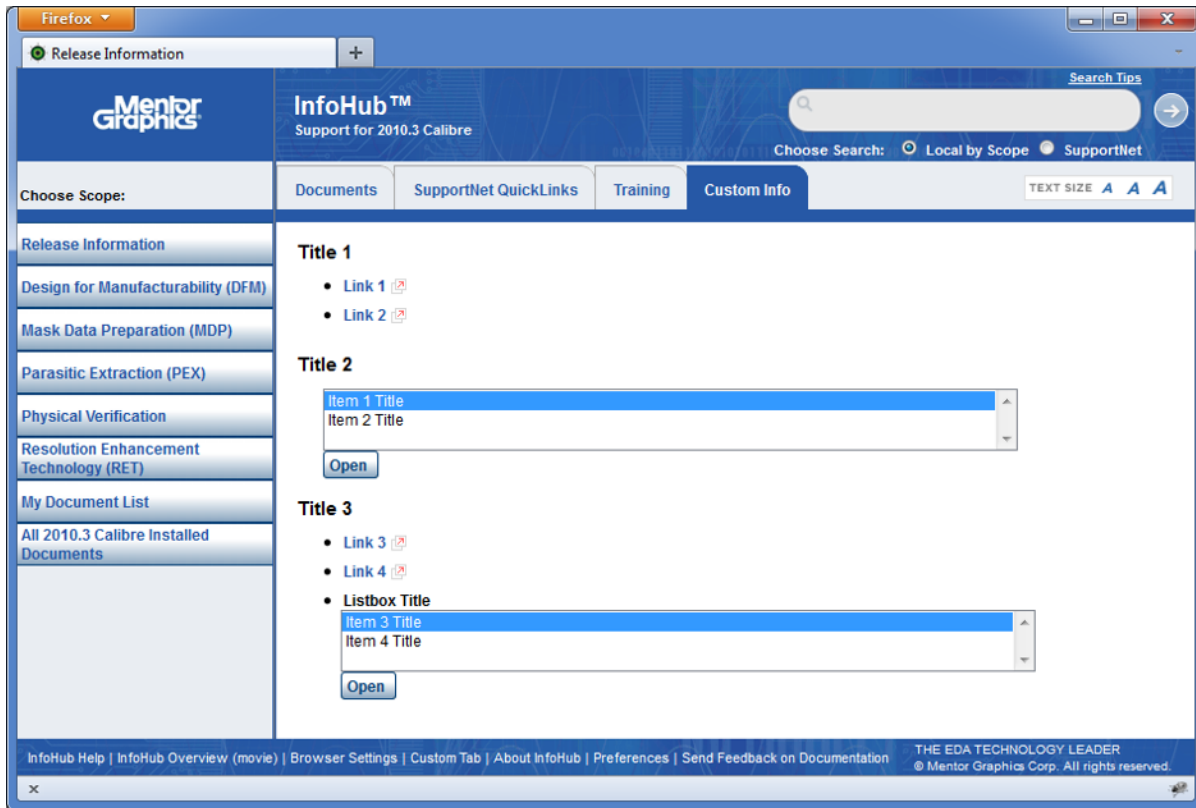 Firefox
Release Information
Mentor
Graphics
InfoHub™
Support for 2010.3 Calibre
Search Tips
Choose Search: Local by Scope SupportNet
Choose Scope:
Documents SupportNet QuickLinks Training Custom Info
TEXT SIZE A A A
Release Information
Design for Manufacturability (DFM)
Mask Data Preparation (MDP)
Parasitic Extraction (PEX)
Physical Verification
Resolution Enhancement
Technology (RET)
My Document List
All 2010.3 Calibre Installed
Documents
Title 1
Link 1
Link 2
Title 2
Item 1 Title
Item 2 Title
Open
Title 3
Link 3
Link 4
Listbox Title
Item 3 Title
Item 4 Title
Open
InfoHub Help | InfoHub Overview (movie) | Browser Settings | Custom Tab | About InfoHub | Preferences | Send Feedback on Documentation
THE EDA TECHNOLOGY LEADER
© Mentor Graphics Corp. All rights reserved.